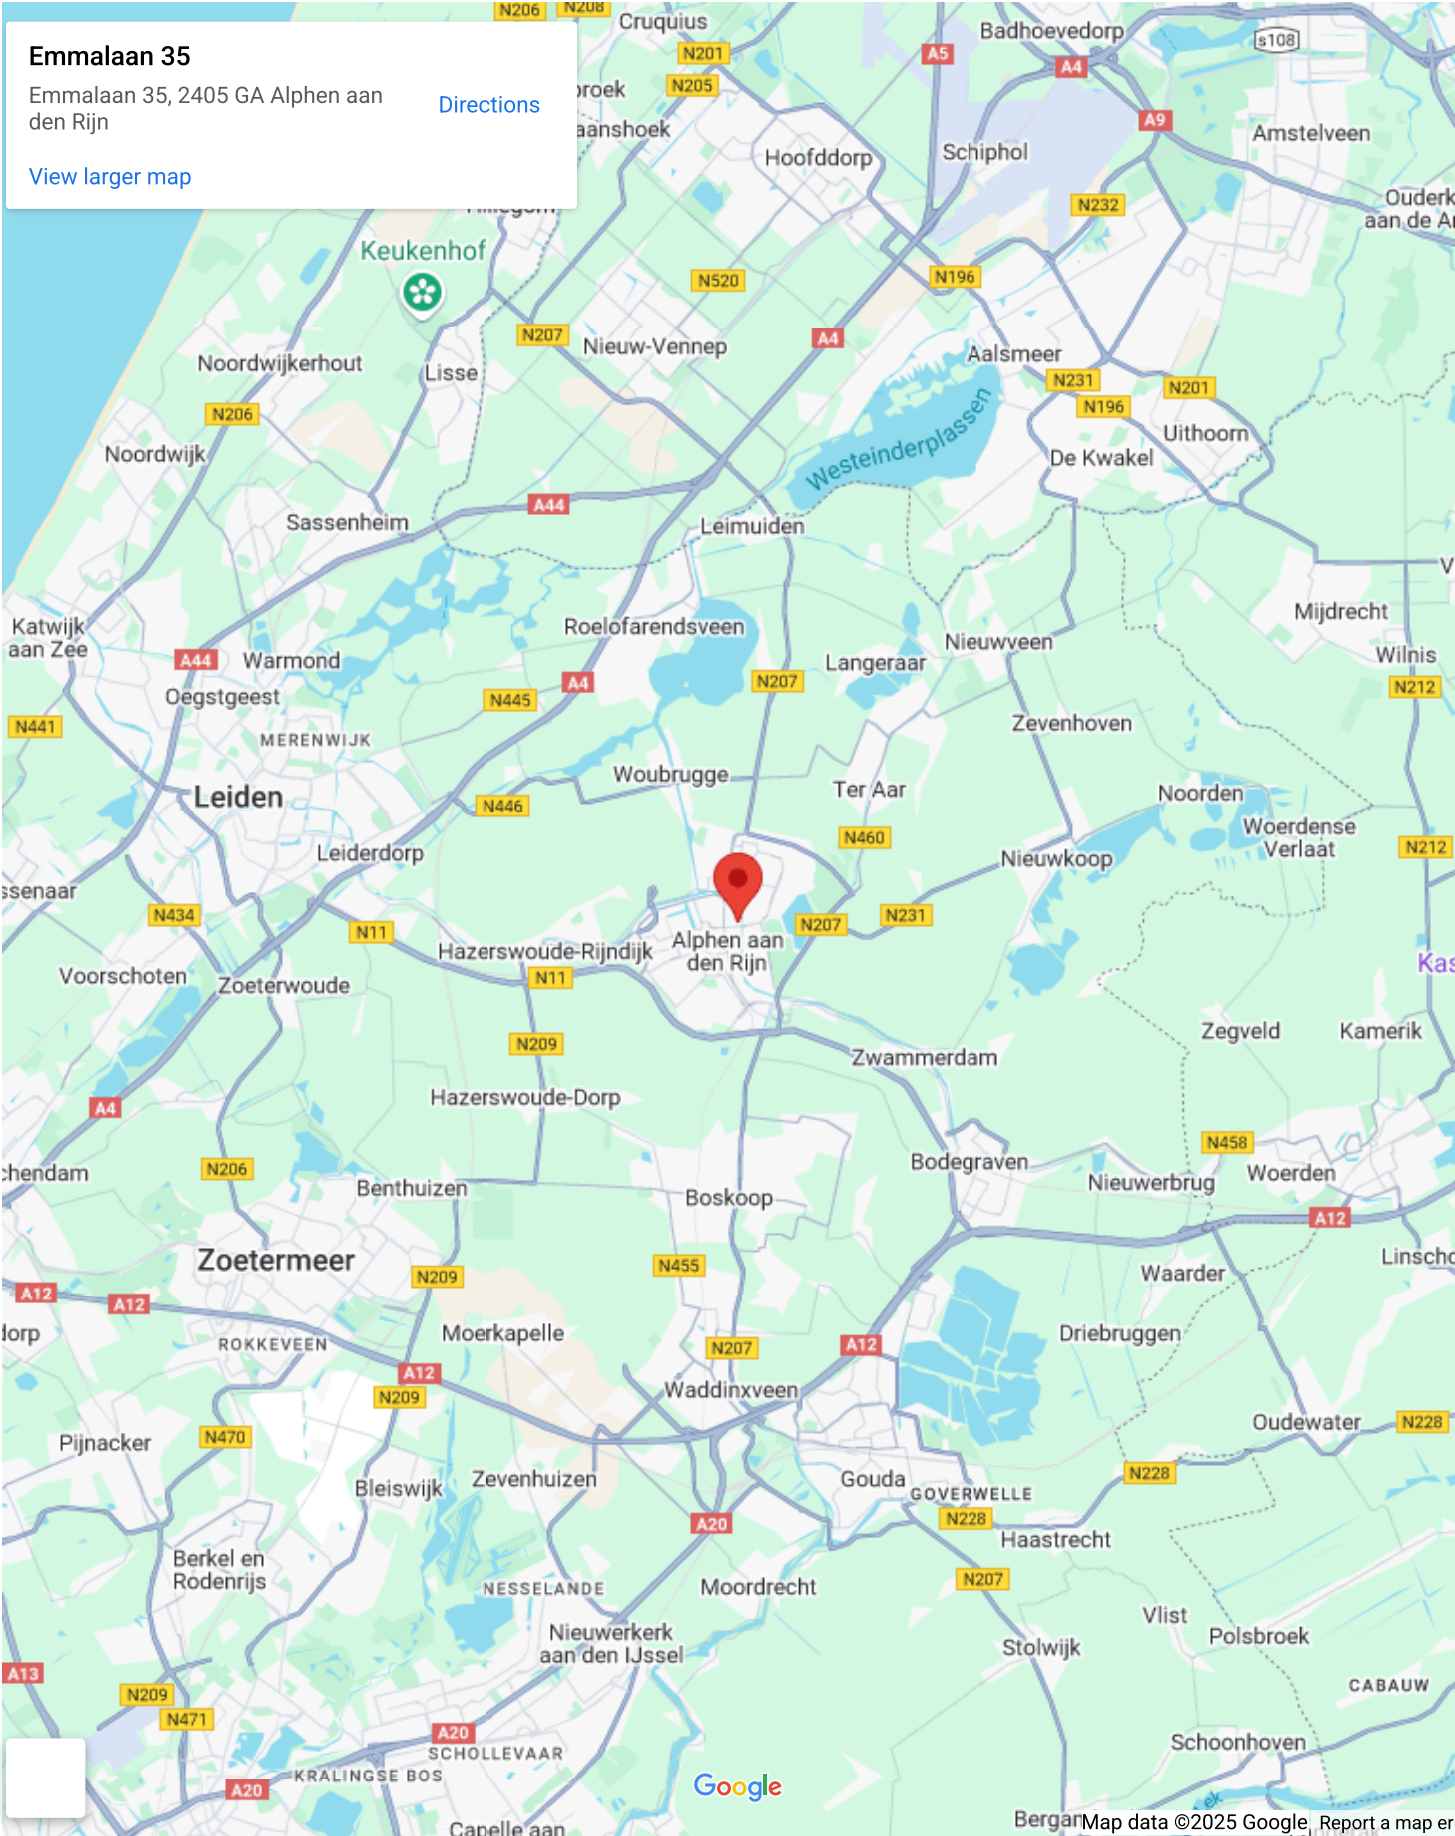 Emmalaan 35
Emmalaan 35, 2405 GA Alphen aan
den Rijn
Directions
View larger map
N206
N208
Cruquius
N201
N205
A5
Badhoevedorp
A4
s108
A9
Amstelveen
aanshoek
Hoofddorp
Schiphol
N232
Keukenhof
N520
N196
N207
Nieuw-Vennep
A4
Aalsmeer
Noordwijkerhout
Lisse
N231
N201
N196
N206
Westeinderplassen
Uithoorn
Noordwijk
De Kwakel
A44
Sassenheim
Leimuiden
Katwijk
aan Zee
Roelofarendsveen
Mijdrecht
A44
Warmond
Langeraar
Nieuwveen
Wilnis
Oegstgeest
N445
A4
N207
N212
N441
MERENWIJK
Zevenhoven
Leiden
Woubrugge
Ter Aar
Noorden
N446
N460
Woerdense
Verlaat
N212
Leiderdorp
Nieuwkoop
N434
N11
N207
N231
Hazerswoude-Rijndijk
Alphen aan
den Rijn
Voorschoten
Zoeterwoude
N11
N209
Zwammerdam
Zegveld
Kamerik
Hazerswoude-Dorp
A4
N458
N206
Benthuizen
Boskoop
Bodegraven
Nieuwerbrug
Woerden
A12
Zoetermeer
N455
N209
Waarder
A12
A12
ROKKEVEEN
Moerkapelle
N207
A12
Driebruggen
A12
N209
Waddinxveen
Pijnacker
N470
Oudewater
N228
Bleiswijk
Zevenhuizen
Gouda
GOVERWELLE
N228
A20
N228
Haastrecht
Berkel en
Rodenrijs
NESSELANDE
Moordrecht
N207
Vlist
Nieuwerkerk
aan den IJssel
Stolwijk
Polsbroek
A13
CABAUW
N209
N471
A20
SCHOLLEVAAR
Schoonhoven
KRALINGSE BOS
A20
Google
Capelle aan
Map data ©2025 Google
Report a map er